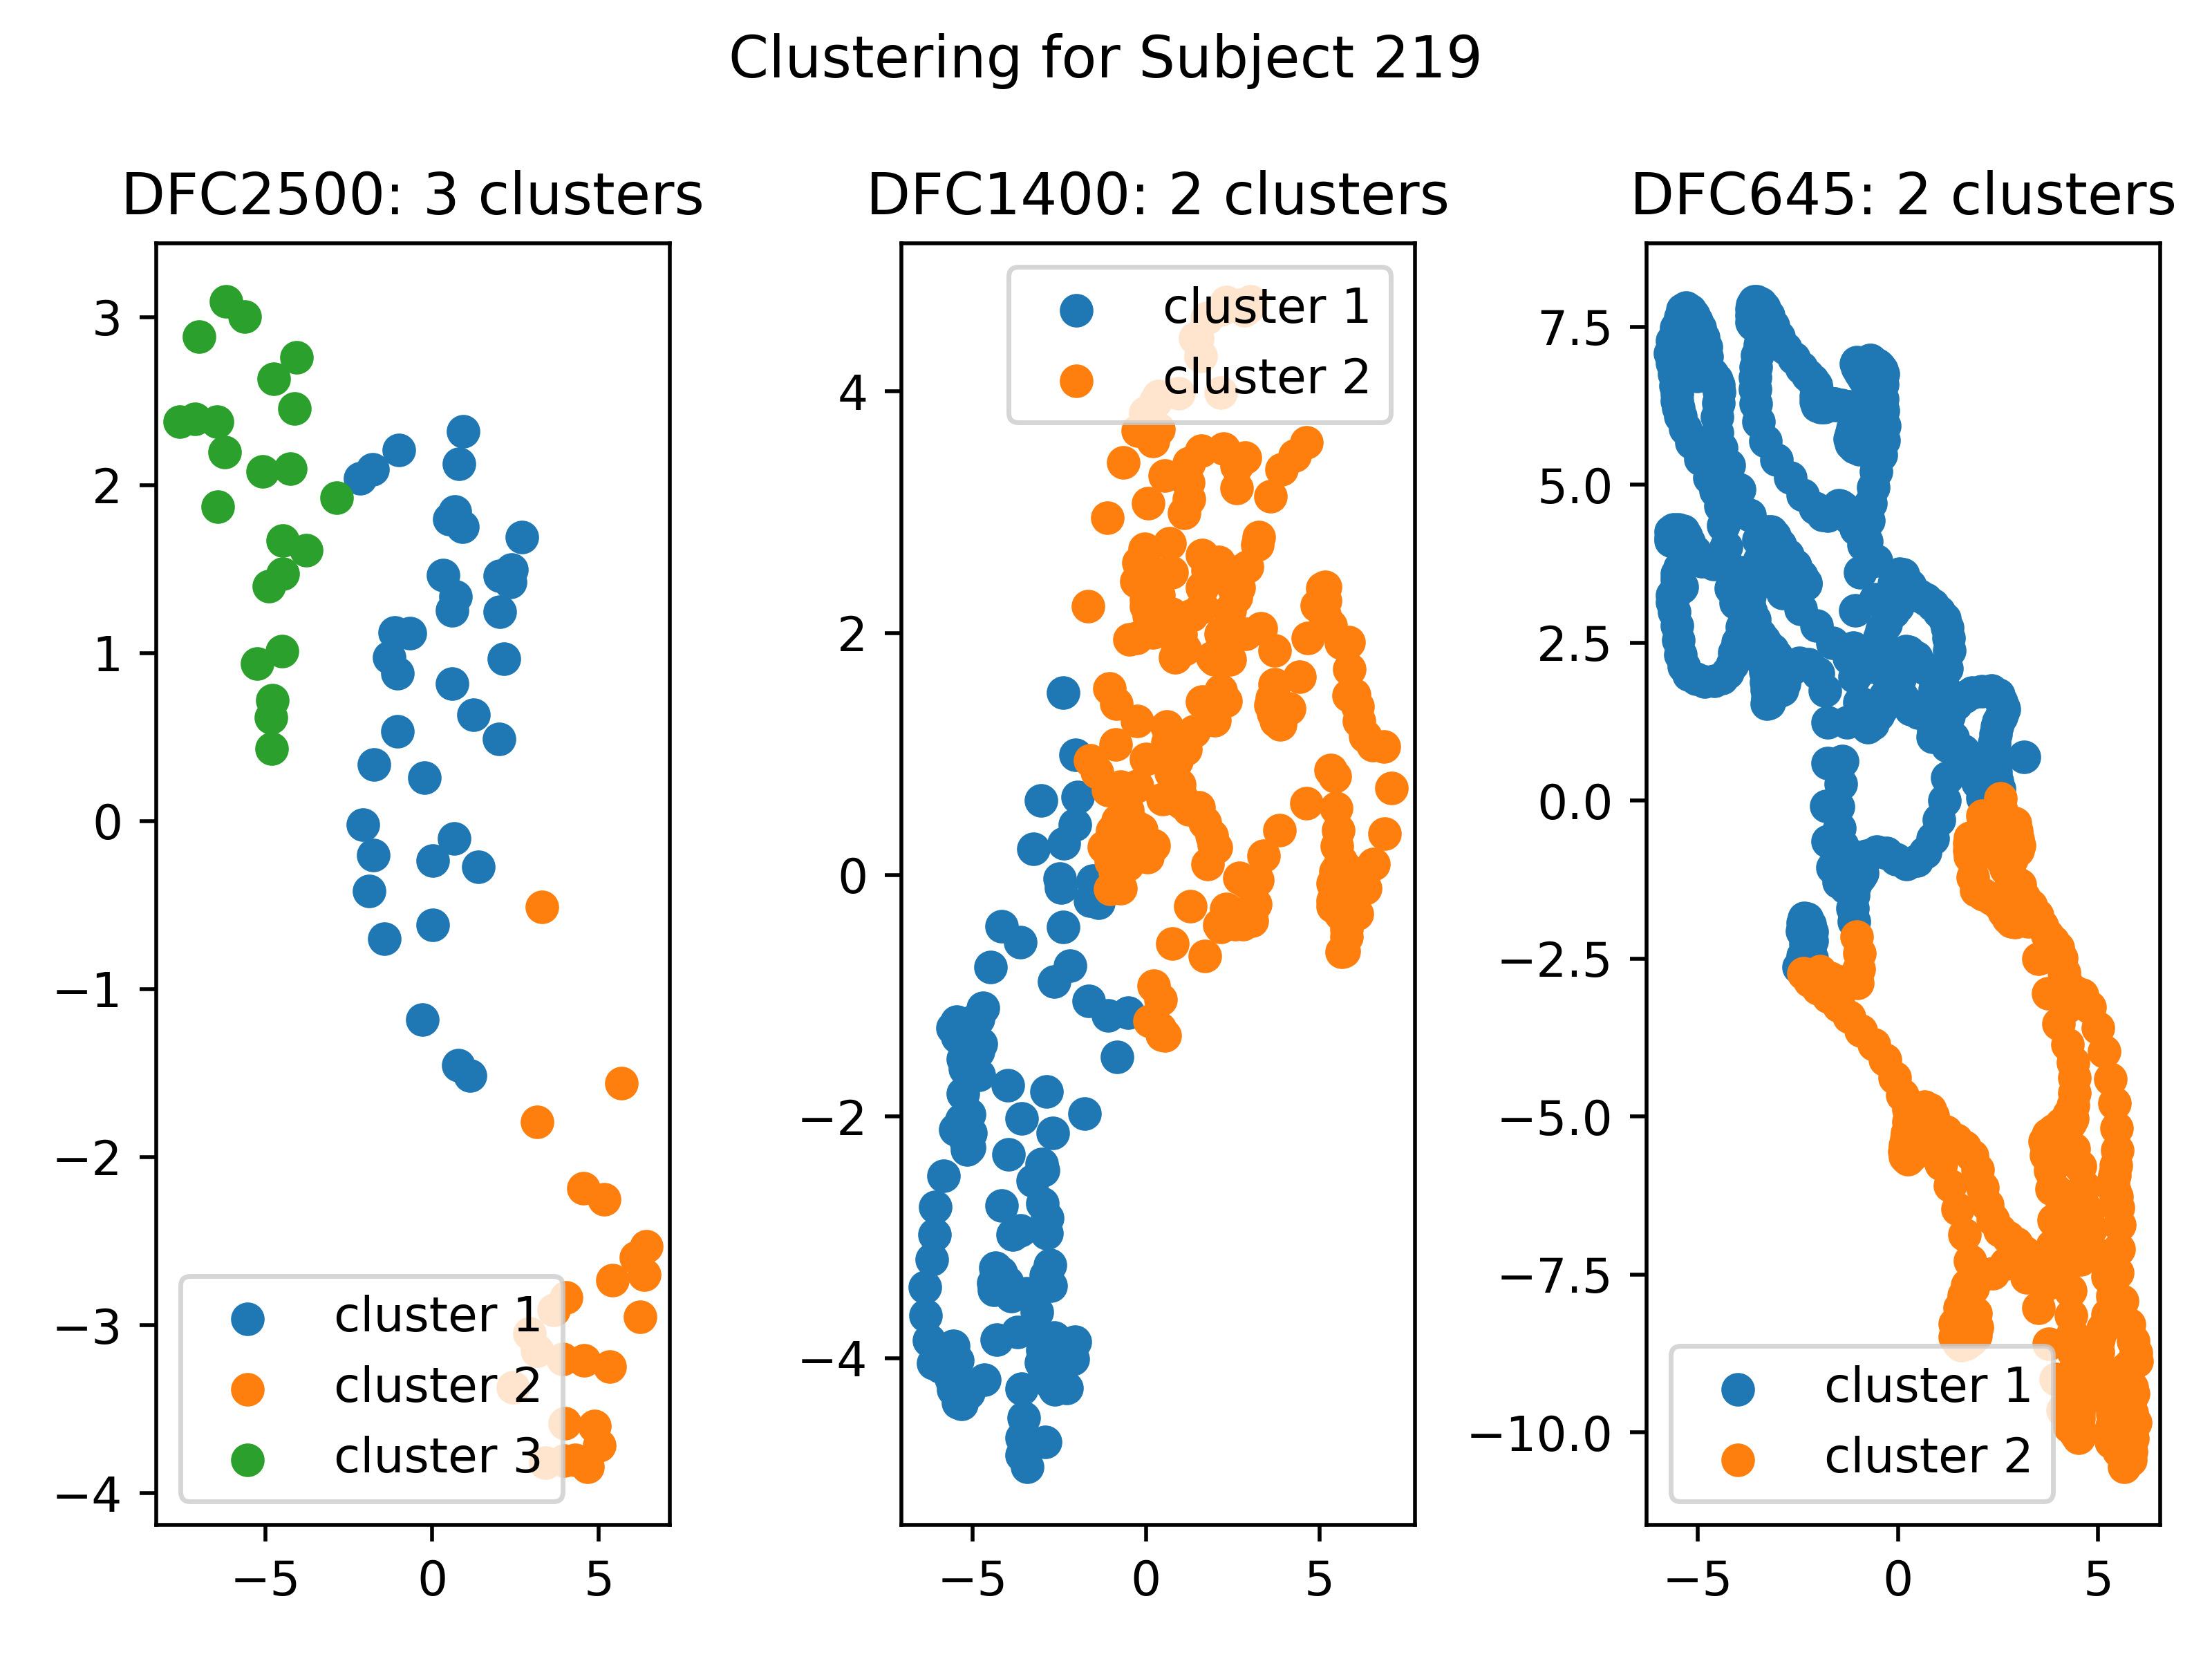 Clustering for Subject 219
DFC2500: 3 clusters
3
2
1
0
−1
−2
−3
−4
−5
0
5
cluster 1
cluster 2
cluster 3
DFC1400: 2 clusters
4
2
0
−2
−4
−5
0
5
cluster 1
cluster 2
DFC645: 2 clusters
7.5
5.0
2.5
0.0
−2.5
−5.0
−7.5
−10.0
−5
0
5
cluster 1
cluster 2